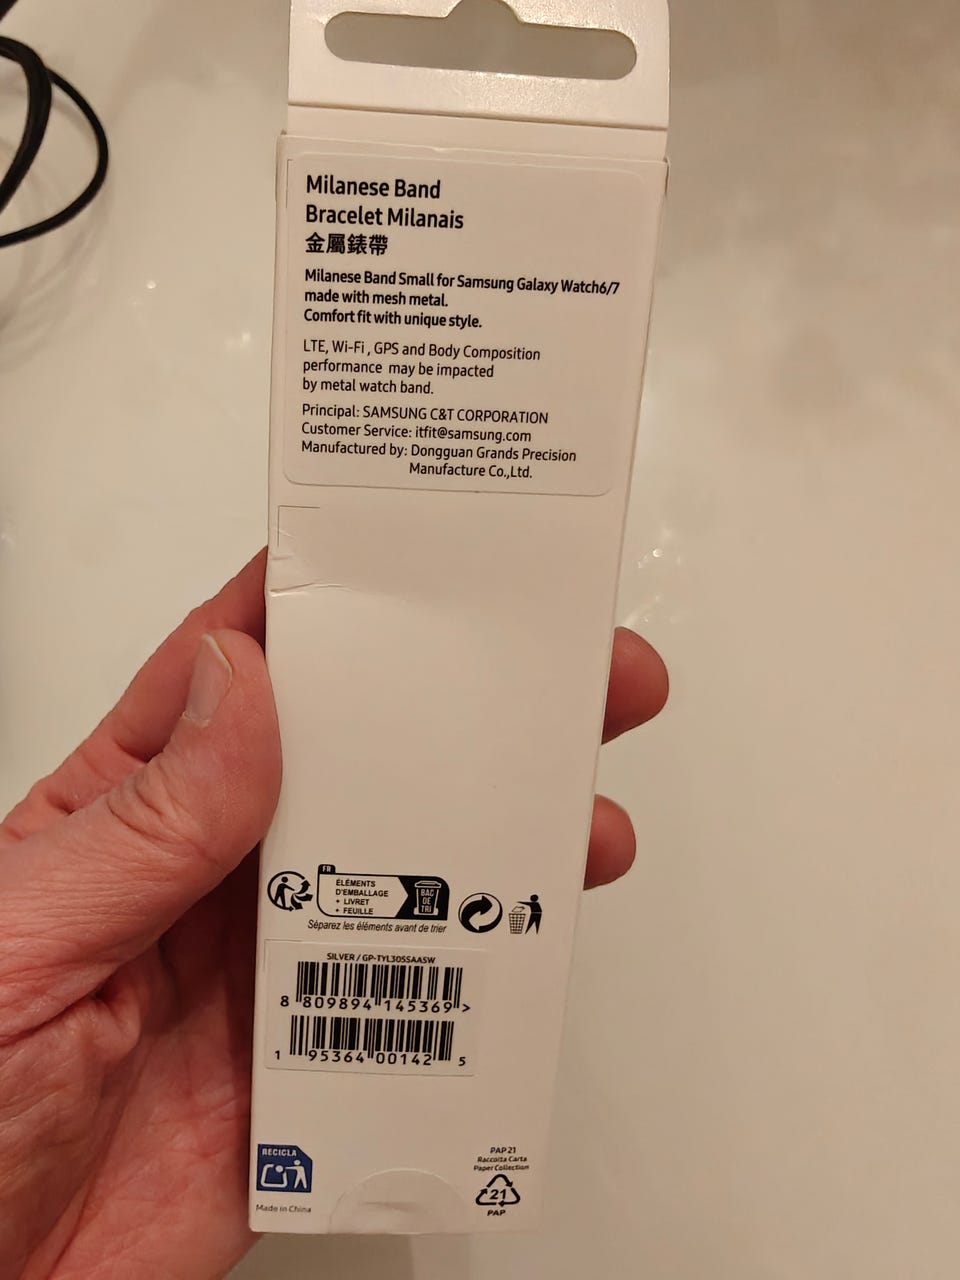 Milanese Band
Bracelet Milanais
金屬錶帶
Milanese Band Small for Samsung Galaxy Watch6/7
made with mesh metal.
Comfort fit with unique style.
LTE, Wi-Fi , GPS and Body Composition
performance may be impacted
by metal watch band.
Principal: SAMSUNG C&T CORPORATION
Customer Service: itfit@samsung.com
Manufactured by: Dongguan Grands Precision
Manufacture Co.,Ltd.
FR
ÉLÉMENTS
D'EMBALLAGE
+ LIVRET
+ FEUILLE
BAC
DE
TRI
Séparez les éléments avant de trier
SILVER / GP-TYL305SAASW
8 809894 145369 >
1 95364 00142 5
RECICLA
Made in China
PAP 21
Raccolta Carta
Paper Collection
21
PAP